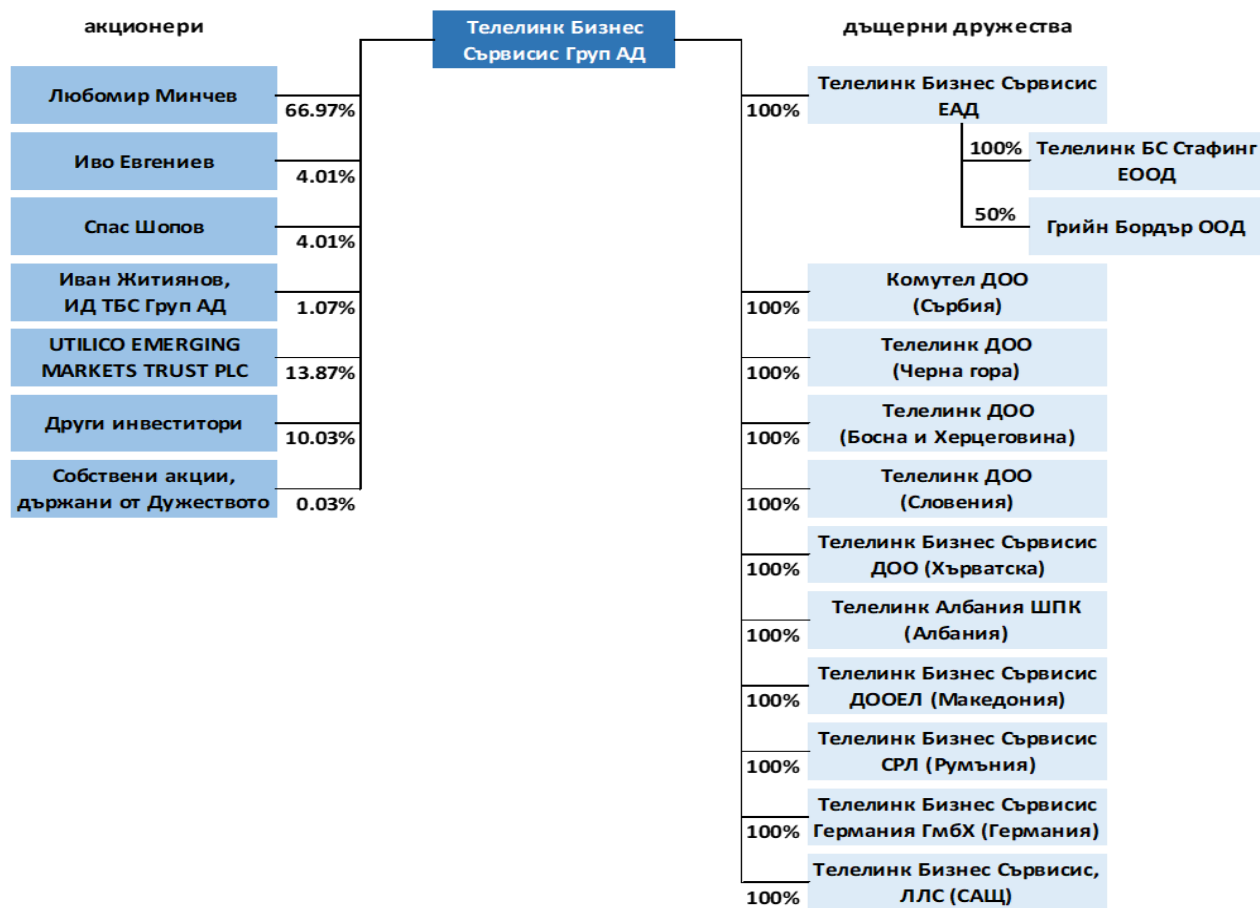 акционери
Телелинк Бизнес
Сървисис Груп АД
дъщерни дружества
Любомир Минчев
66.97%
Иво Евгениев
4.01%
Спас Шопов
4.01%
Иван Житиянов,
ИД ТБС Груп АД
1.07%
UTILICO EMERGING
MARKETS TRUST PLC
13.87%
Други инвеститори
10.03%
Собствени акции,
държани от Дужеството
0.03%
100%
Телелинк Бизнес Сървисис
ЕАД
100%
Телелинк БС Стафинг
ЕООД
50%
Грийн Бордър ООД
100%
Комутел ДОО
(Сърбия)
100%
Телелинк ДОО
(Черна гора)
100%
Телелинк ДОО
(Босна и Херцеговина)
100%
Телелинк ДОО
(Словения)
100%
Телелинк Бизнес Сървисис
ДОО (Хърватска)
100%
Телелинк Албания ШПК
(Албания)
100%
Телелинк Бизнес Сървисис
ДООЕЛ (Македония)
100%
Телелинк Бизнес Сървисис
СРЛ (Румъния)
100%
Телелинк Бизнес Сървисис
Германия ГмбХ (Германия)
100%
Телелинк Бизнес Сървисис,
ЛЛС (САЩ)